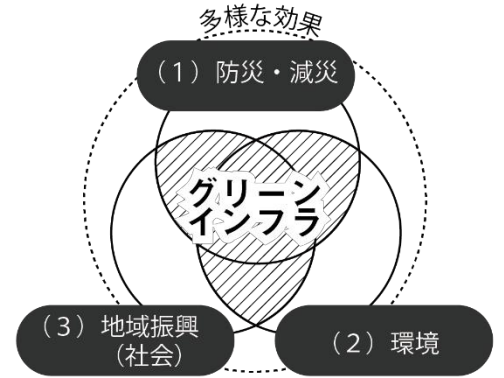 多様な効果
（１）防災・減災
グリーン
インフラ
（３）地域振興
（社会）
（２）環境